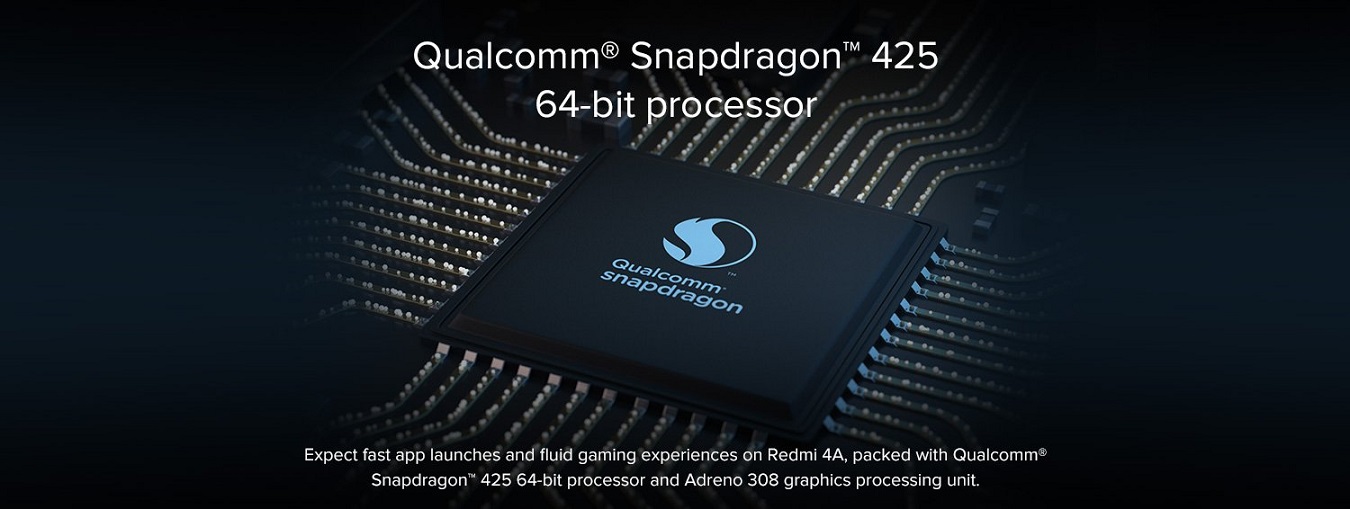 Qualcomm® Snapdragon™ 425
64-bit processor
Qualcomm
snapdragon™
Expect fast app launches and fluid gaming experiences on Redmi 4A, packed with Qualcomm®
Snapdragon™ 425 64-bit processor and Adreno 308 graphics processing unit.